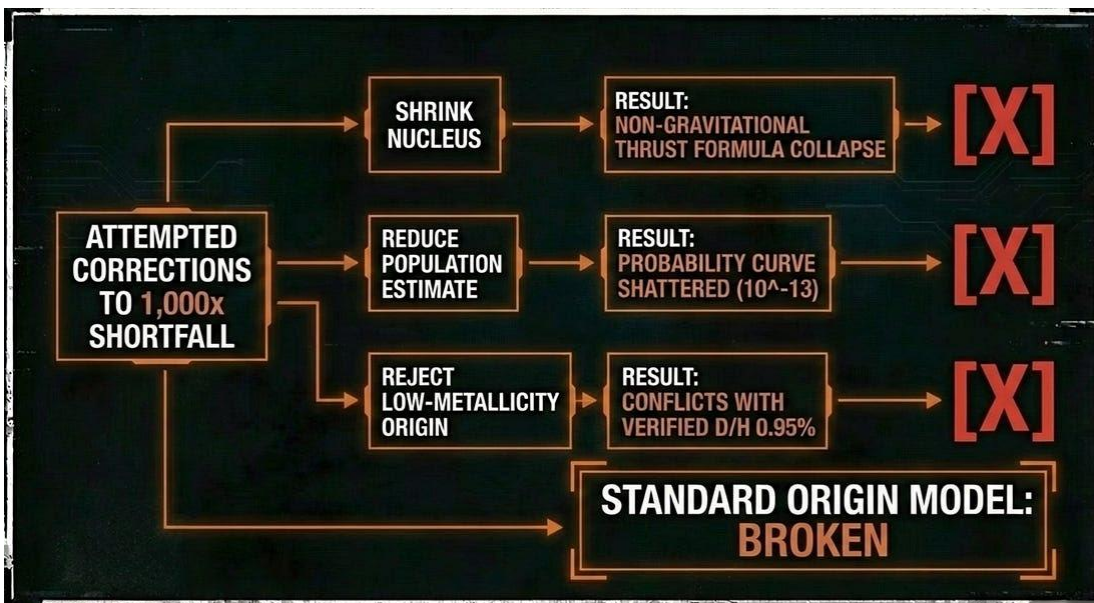 SHRINK
NUCLEUS
RESULT:
NON-GRAVITATIONAL
THRUST FORMULA COLLAPSE
[X]
ATTEMPTED
CORRECTIONS
TO 1,000x
SHORTFALL
REDUCE
POPULATION
ESTIMATE
RESULT:
PROBABILITY CURVE
SHATTERED (10^-13)
[X]
REJECT
LOW-METALLICITY
ORIGIN
RESULT:
CONFLICTS WITH
VERIFIED D/H 0.95%
[X]
STANDARD ORIGIN MODEL:
BROKEN